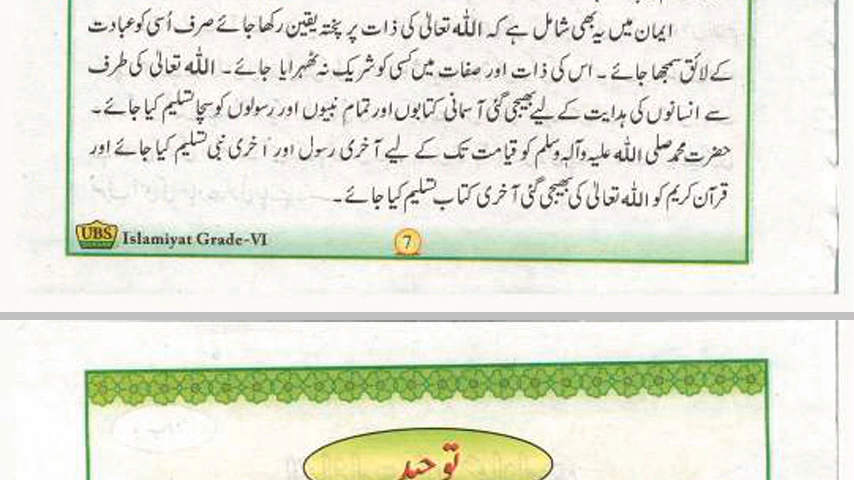 ایمان میں یہ بھی شامل ہے کہ اللہ تعالیٰ کی ذات پر پختہ یقین رکھا جائے صرف اُسی کو عبادت
کے لائق سمجھا جائے ۔ اس کی ذات اور صفات میں کسی کو شریک نہ ٹھہرایا جائے ۔ اللہ تعالیٰ کی طرف
سے انسانوں کی ہدایت کے لیے بھیجی گئی آسمانی کتابوں اور تمام نبیوں اور رسولوں کو سچا تسلیم کیا جائے ۔
حضرت محمد صلی اللہ علیہ وآلہ وسلم کو قیامت تک کے لیے آخری رسول اور آخری نبی تسلیم کیا جائے اور
قرآن کریم کو اللہ تعالیٰ کی بھیجی گئی آخری کتاب تسلیم کیا جائے ۔
UBS Islamiyat Grade-VI 7
توحید